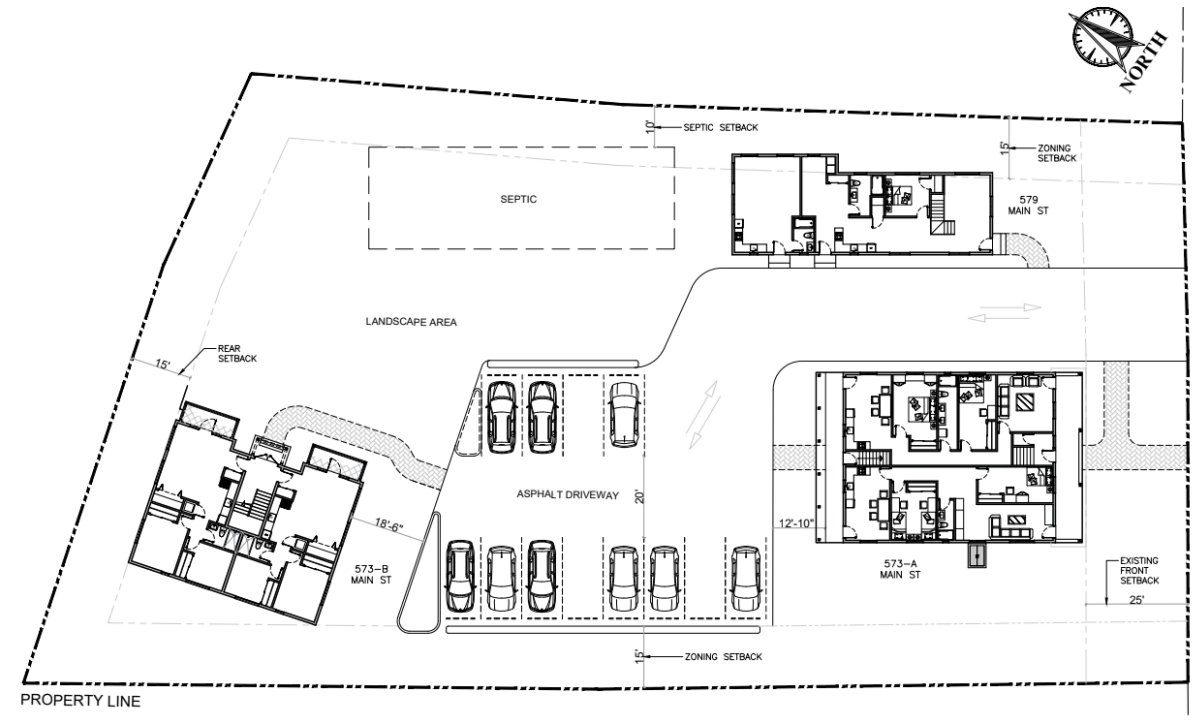 NORTH
10'
SEPTIC SETBACK
15'
ZONING
SETBACK
SEPTIC
579
MAIN ST
LANDSCAPE AREA
REAR
SETBACK
15'
ASPHALT DRIVEWAY
20'
18'-6"
12'-10"
573-B
MAIN ST
573-A
MAIN ST
EXISTING
FRONT
SETBACK
25'
15'
ZONING SETBACK
PROPERTY LINE